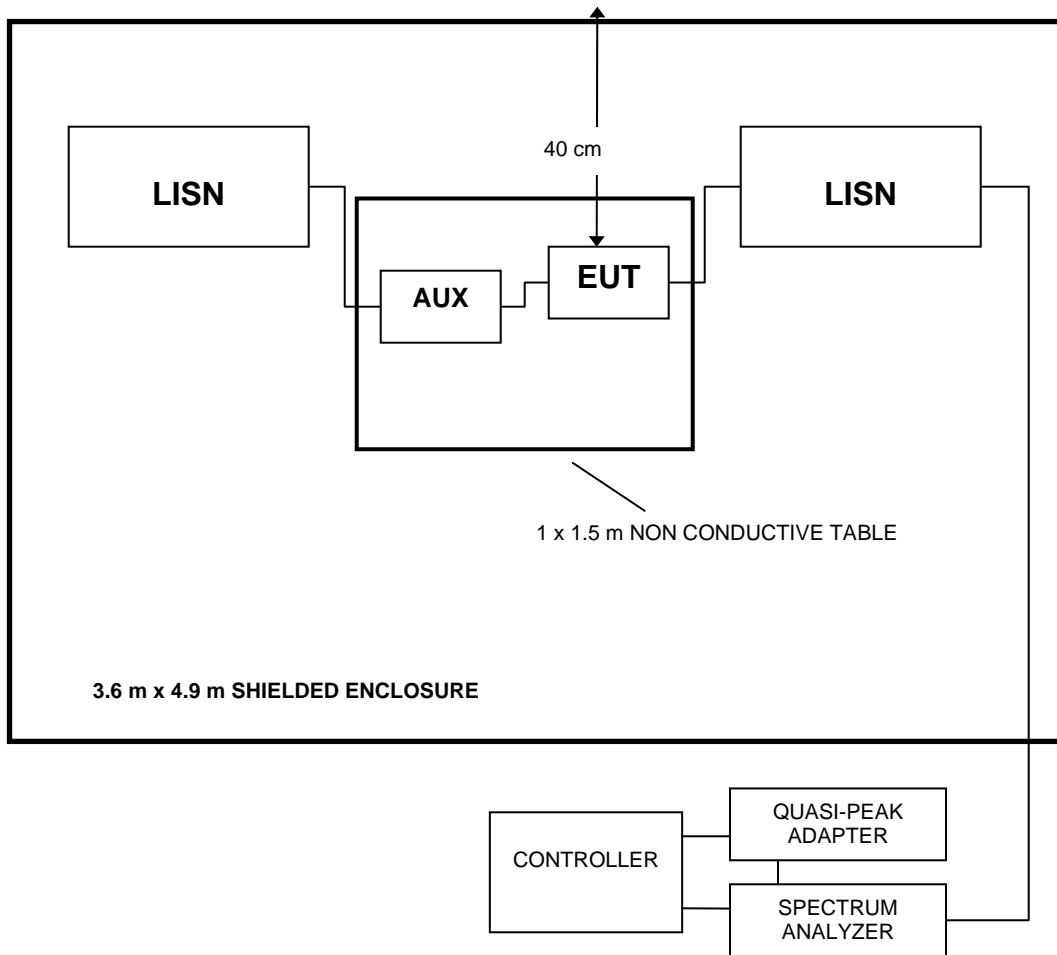 40 cm
LISN
LISN
EUT
AUX
1 x 1.5 m NON CONDUCTIVE TABLE
3.6 m x 4.9 m SHIELDED ENCLOSURE
QUASI-PEAK
ADAPTER
CONTROLLER
SPECTRUM
ANALYZER